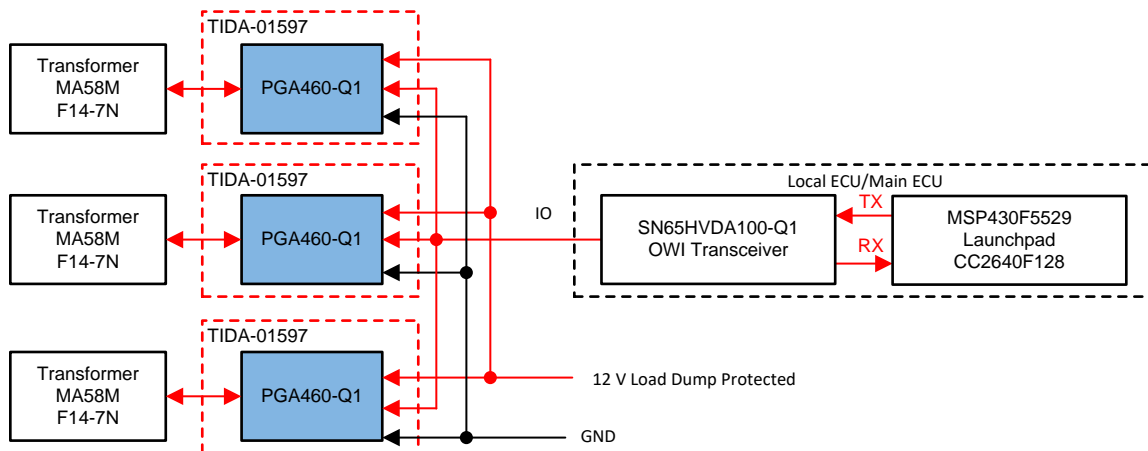 TIDA-01597
Transformer
MA58M
F14-7N
PGA460-Q1
TIDA-01597
Transformer
MA58M
F14-7N
PGA460-Q1
IO
Local ECU/Main ECU
SN65HVDA100-Q1
OWI Transceiver
TX
RX
MSP430F5529
Launchpad
CC2640F128
TIDA-01597
Transformer
MA58M
F14-7N
PGA460-Q1
12 V Load Dump Protected
GND